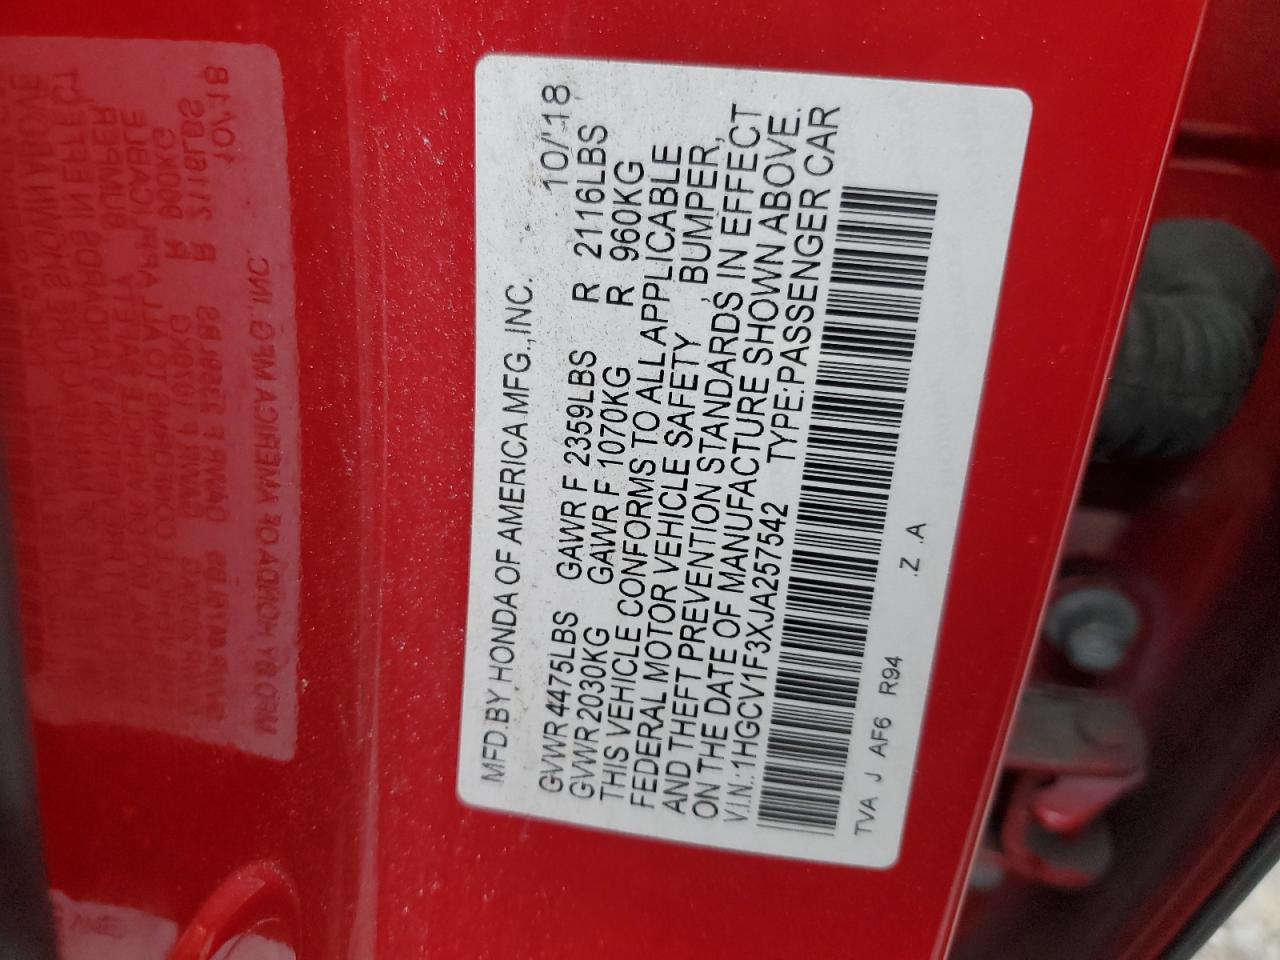 MFD.BY HONDA OF AMERICA MFG.,INC. 10/'18
GVWR 4475LBS GAWR F 2359LBS R 2116LBS
GVWR 2030KG GAWR F 1070KG R 960KG
THIS VEHICLE CONFORMS TO ALL APPLICABLE
FEDERAL MOTOR VEHICLE SAFETY, BUMPER,
AND THEFT PREVENTION STANDARDS IN EFFECT
ON THE DATE OF MANUFACTURE SHOWN ABOVE.
V.I.N.:1HGCV1F3XJA257542 TYPE:PASSENGER CAR
TVA J AF6 R94 .Z .A